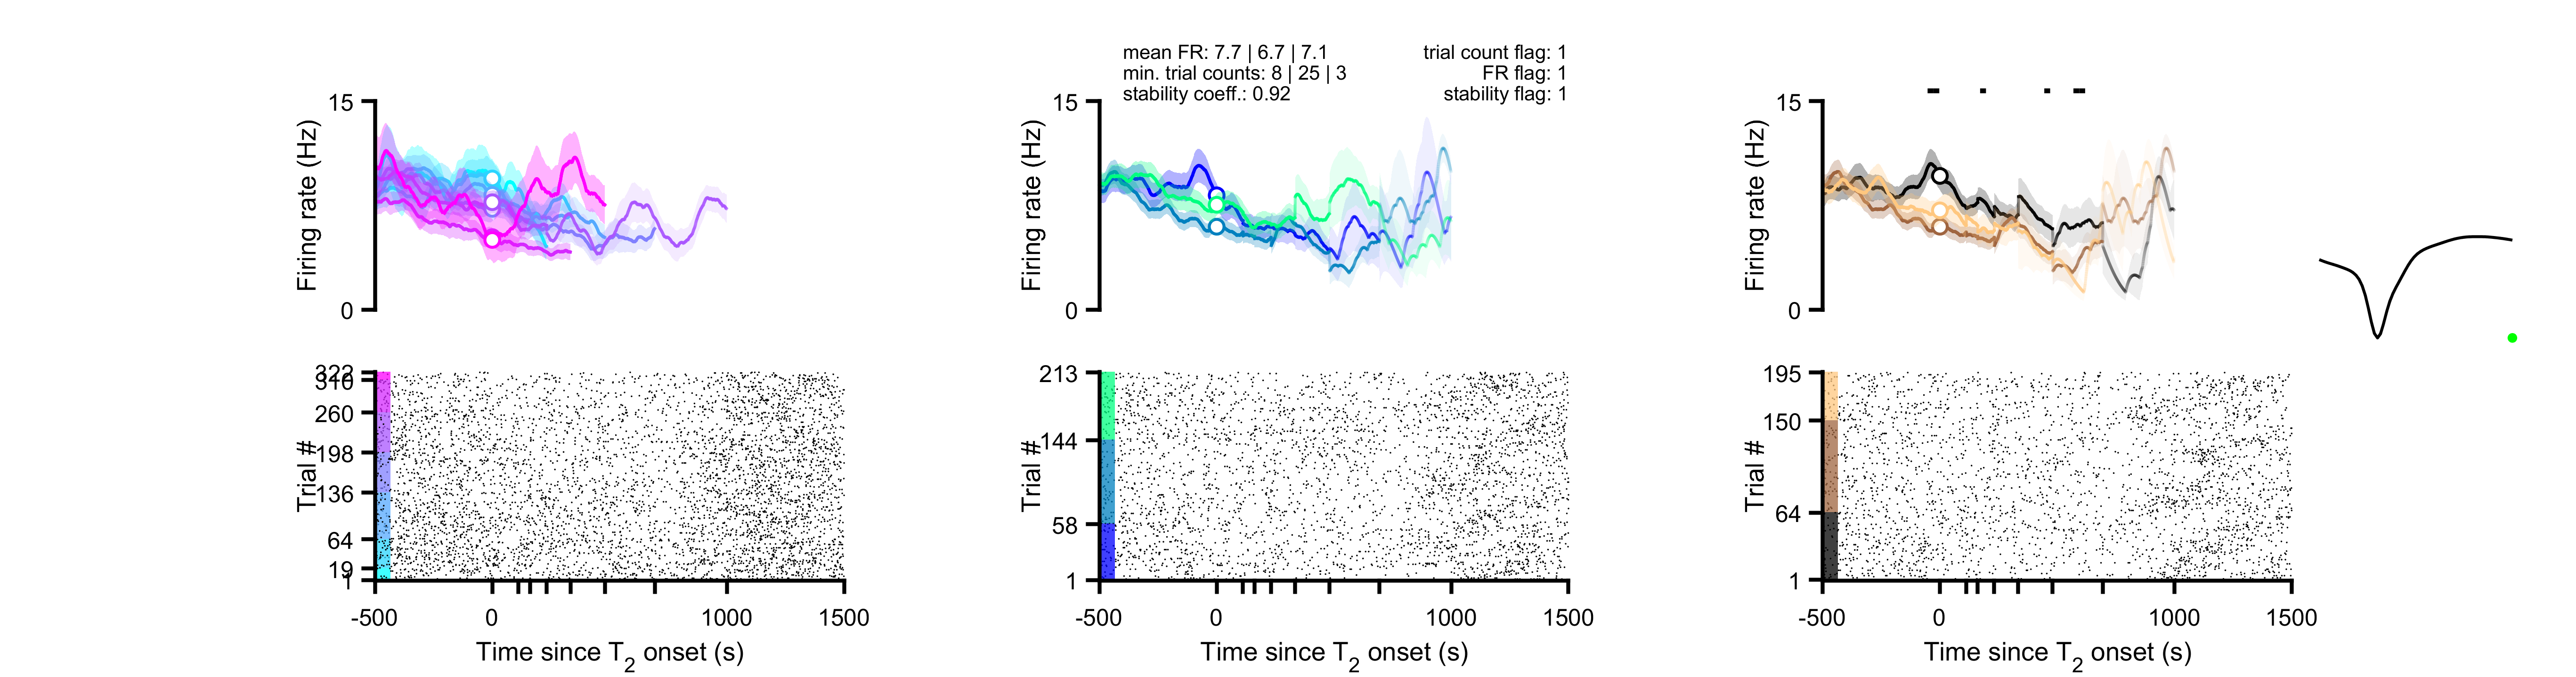 mean FR: 7.7 | 6.7 | 7.1
min. trial counts: 8 | 25 | 3
stability coeff.: 0.92
trial count flag: 1
FR flag: 1
stability flag: 1
15
Firing rate (Hz)
0
15
Firing rate (Hz)
0
15
Firing rate (Hz)
0
322
260
198
136
64
19
1
Trial #
-500 0 1000 1500
Time since T2 onset (s)
213
144
58
1
Trial #
-500 0 1000 1500
Time since T2 onset (s)
195
150
64
1
Trial #
-500 0 1000 1500
Time since T2 onset (s)